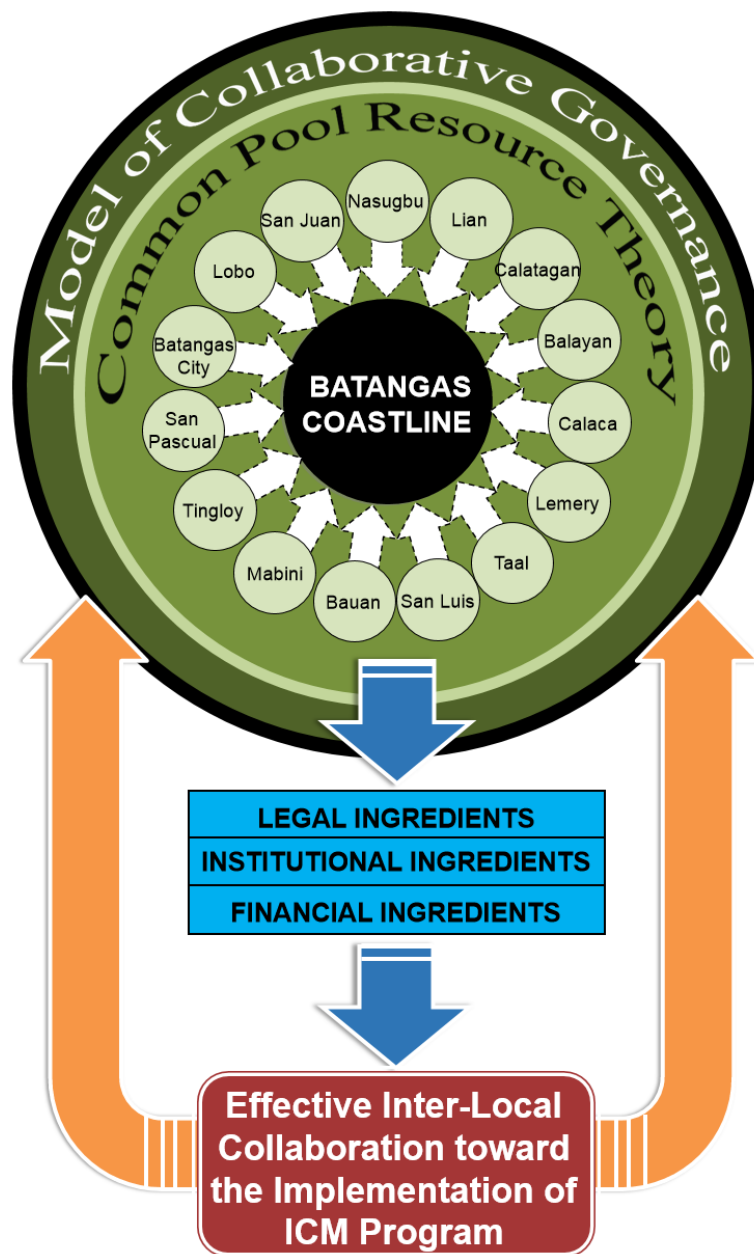 Model of Collaborative Governance
Common Pool Resource Theory
Nasugbu
Lian
Calatagan
Balayan
Calaca
Lemery
Taal
San Luis
Bauan
Mabini
Tingloy
San
Pascual
Batangas
City
Lobo
San Juan
BATANGAS
COASTLINE
LEGAL INGREDIENTS
INSTITUTIONAL INGREDIENTS
FINANCIAL INGREDIENTS
Effective Inter-Local
Collaboration toward
the Implementation of
ICM Program